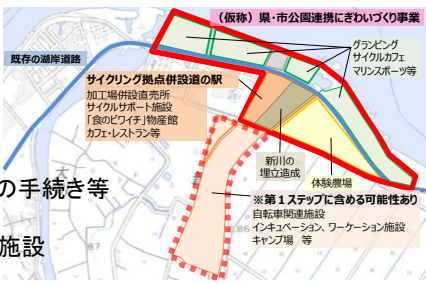 (仮称)県・市公園連携にぎわいづくり事業
既存の湖岸道路
グランピング
サイクルカフェ
マリンスポーツ等
サイクリング拠点併設道の駅
加工場併設直売所
サイクルサポート施設
「食のビワイチ」物産館
カフェ・レストラン等
新川の
埋立造成
体験農場
の手続き等
施設
※第1ステップに含める可能性あり
自転車関連施設
インキュベーション、ワーケーション施設
キャンプ場 等
87
86